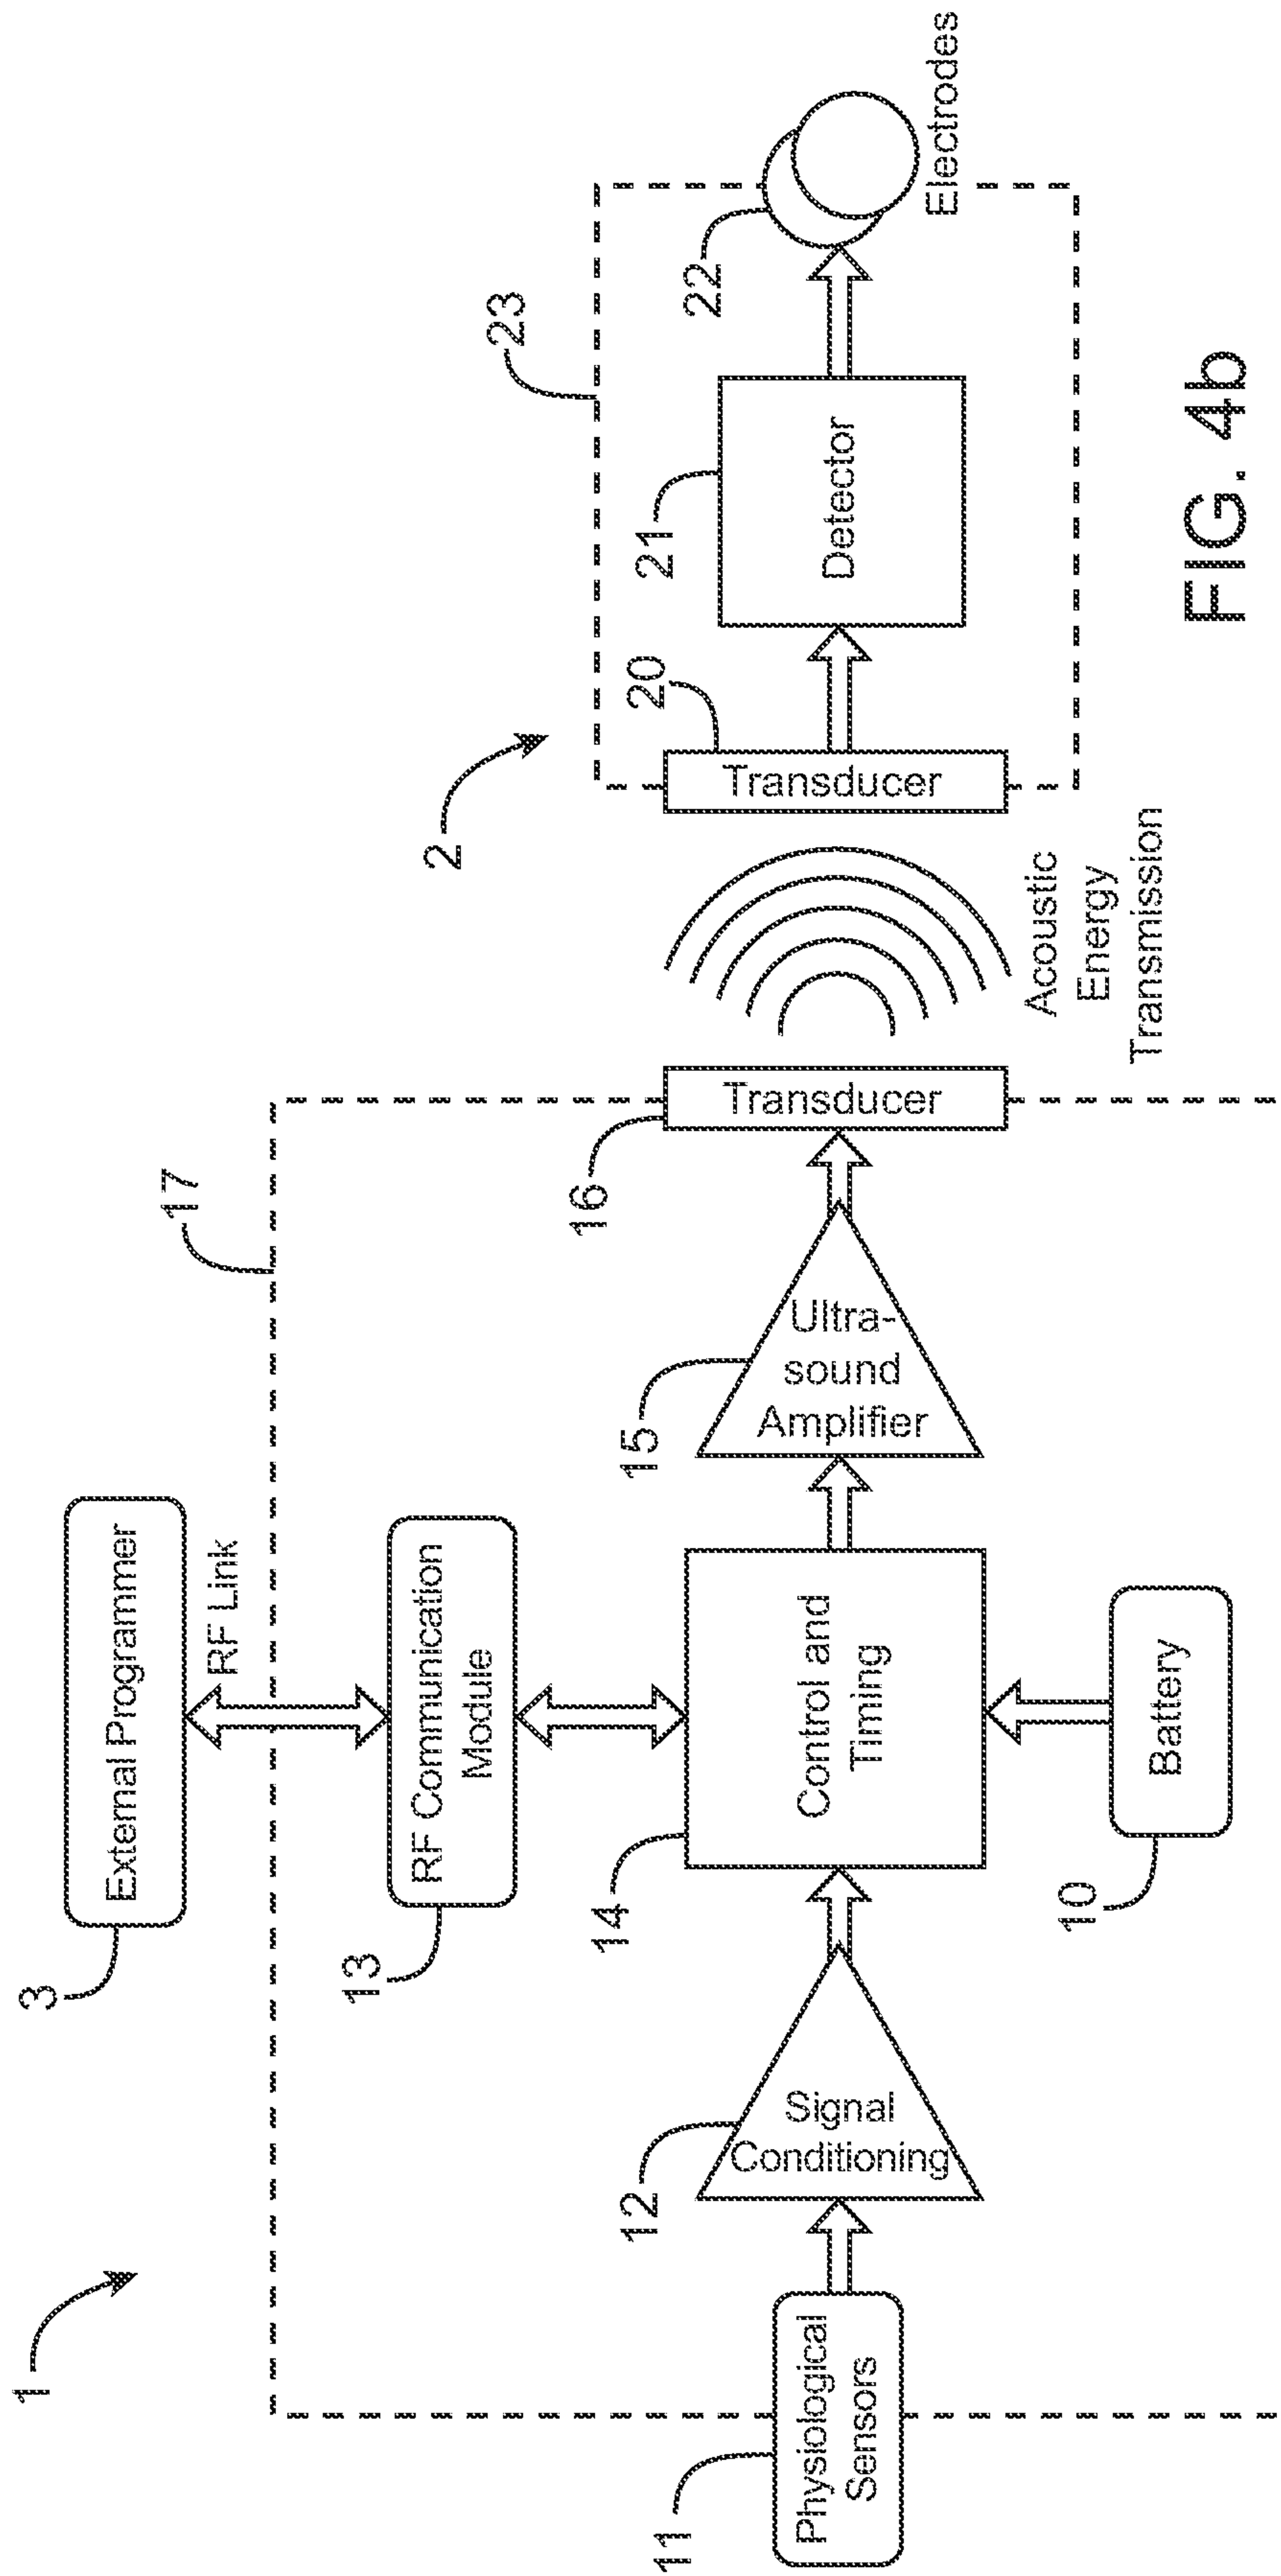 1
3
External Programmer
RF Link
17
13
RF Communication
Module
2
23
11
Physiological
Sensors
12
Signal
Conditioning
14
Control and
Timing
15
Ultra-
sound
Amplifier
16
Transducer
Acoustic
Energy
Transmission
20
Transducer
21
Detector
22
Electrodes
10
Battery
FIG. 4b